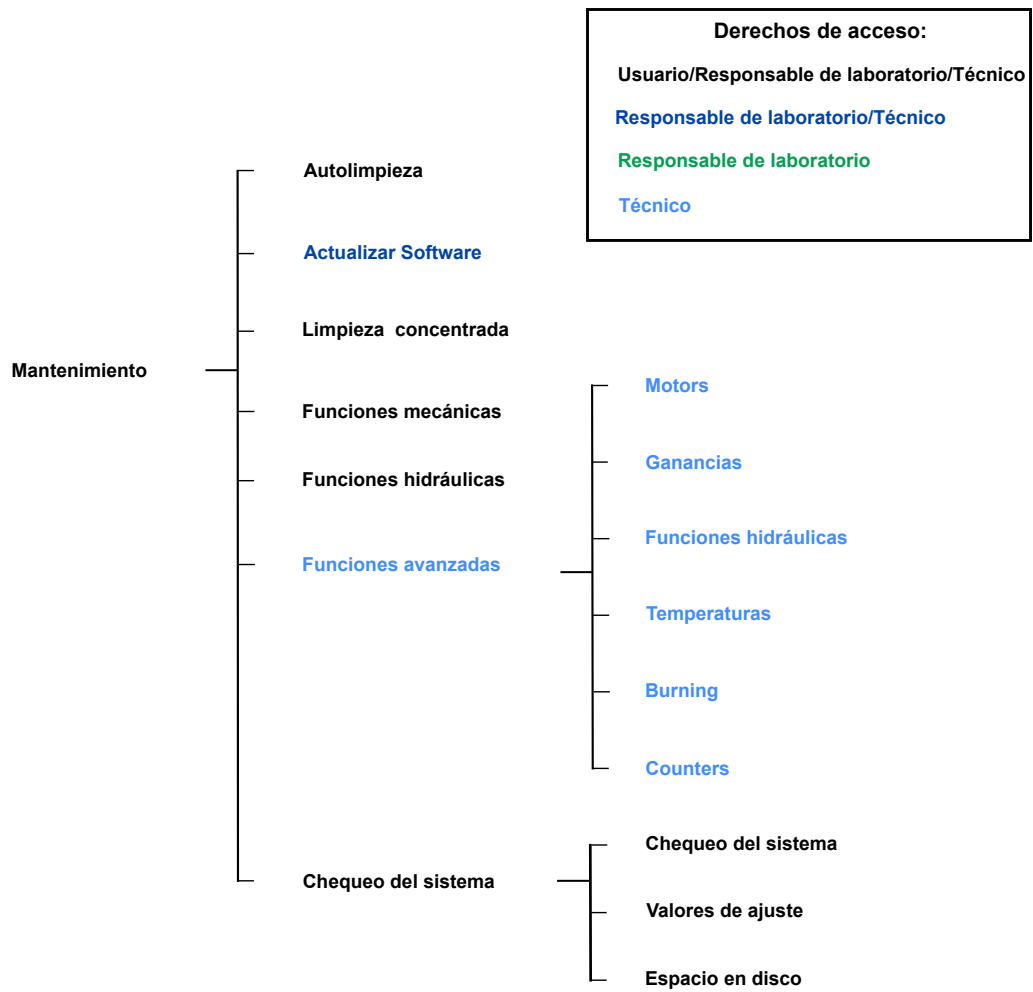 Derechos de acceso:
Usuario/Responsable de laboratorio/Técnico
Responsable de laboratorio/Técnico
Responsable de laboratorio
Técnico
Mantenimiento
Autolimpieza
Actualizar Software
Limpieza concentrada
Funciones mecánicas
Funciones hidráulicas
Funciones avanzadas
Motors
Ganancias
Funciones hidráulicas
Temperaturas
Burning
Counters
Chequeo del sistema
Chequeo del sistema
Valores de ajuste
Espacio en disco